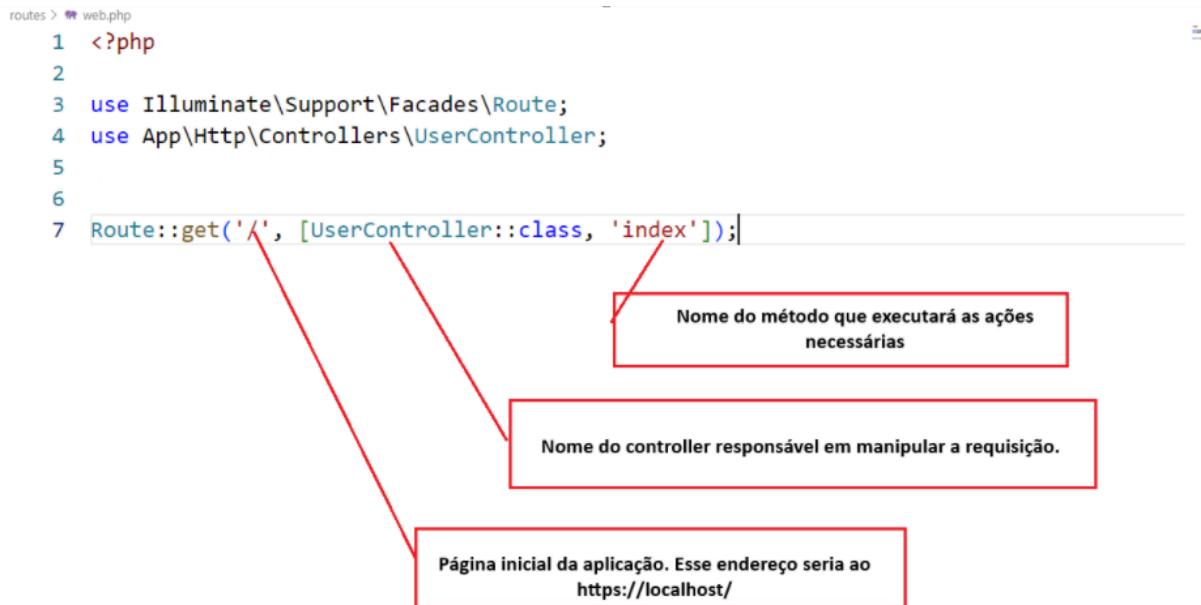 routes > web.php
1 <?php
2
3 use Illuminate\Support\Facades\Route;
4 use App\Http\Controllers\UserController;
5
6
7 Route::get('/', [UserController::class, 'index']);
Nome do método que executará as ações
necessárias
Nome do controller responsável em manipular a requisição.
Página inicial da aplicação. Esse endereço seria ao
https://localhost/